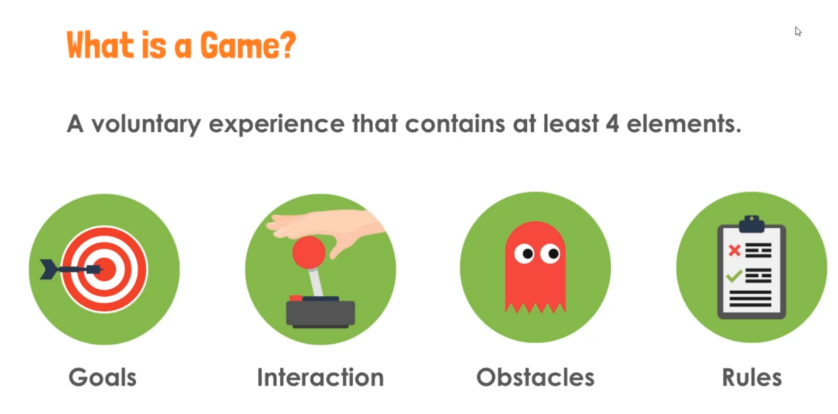 What is a Game?
A voluntary experience that contains at least 4 elements.
Goals
Interaction
Obstacles
Rules